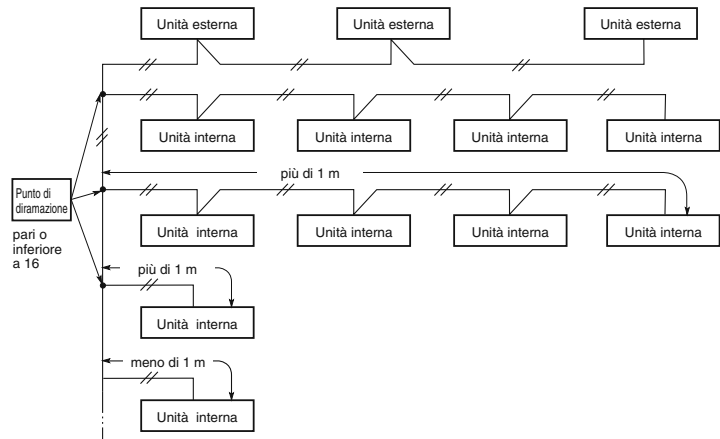 Unità esterna Unità esterna Unità esterna
Unità interna Unità interna Unità interna Unità interna
più di 1 m
Punto di
diramazione
pari o
inferiore
a 16
Unità interna Unità interna Unità interna Unità interna
più di 1 m
Unità interna
meno di 1 m
Unità interna